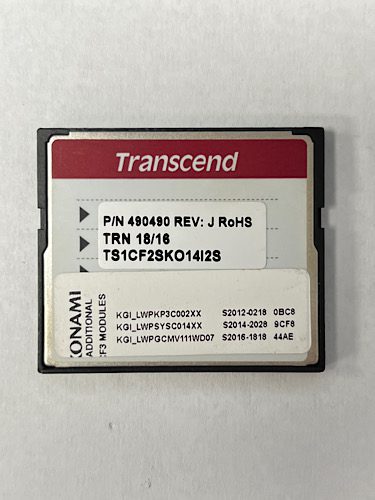 Transcend
P/N 490490 REV: J RoHS
TRN 18/16
TS1CF2SKO14I2S
KONAMI
ADDITIONAL
CF3 MODULES
KGI_LWPKP3C002XX S2012-0218 0BC8
KGI_LWPSYSC014XX S2014-2028 9CF8
KGI_LWPGCMV111WD07 S2016-1818 44AE